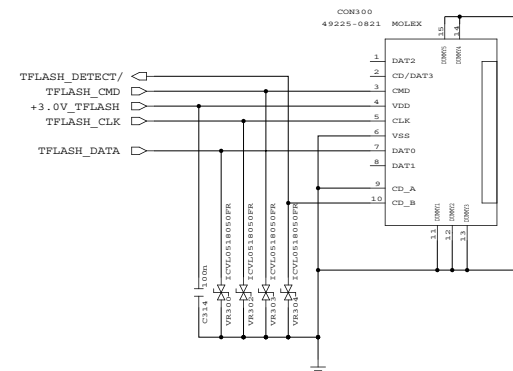 CON300
49225-0821 MOLEX
15
14
DUMMY5
DUMMY4
1 DAT2
TFLASH_DETECT/
2 CD/DAT3
TFLASH_CMD
3 CMD
+3.0V_TFLASH
4 VDD
TFLASH_CLK
5 CLK
6 VSS
TFLASH_DATA
7 DAT0
8 DAT1
9 CD_A
10 CD_B
DUMMY1
DUMMY2
DUMMY3
11
12
13
100n
C314
ICVL0518050FR
VR300
ICVL0518050FR
VR302
ICVL0518050FR
VR303
ICVL0518050FR
VR304